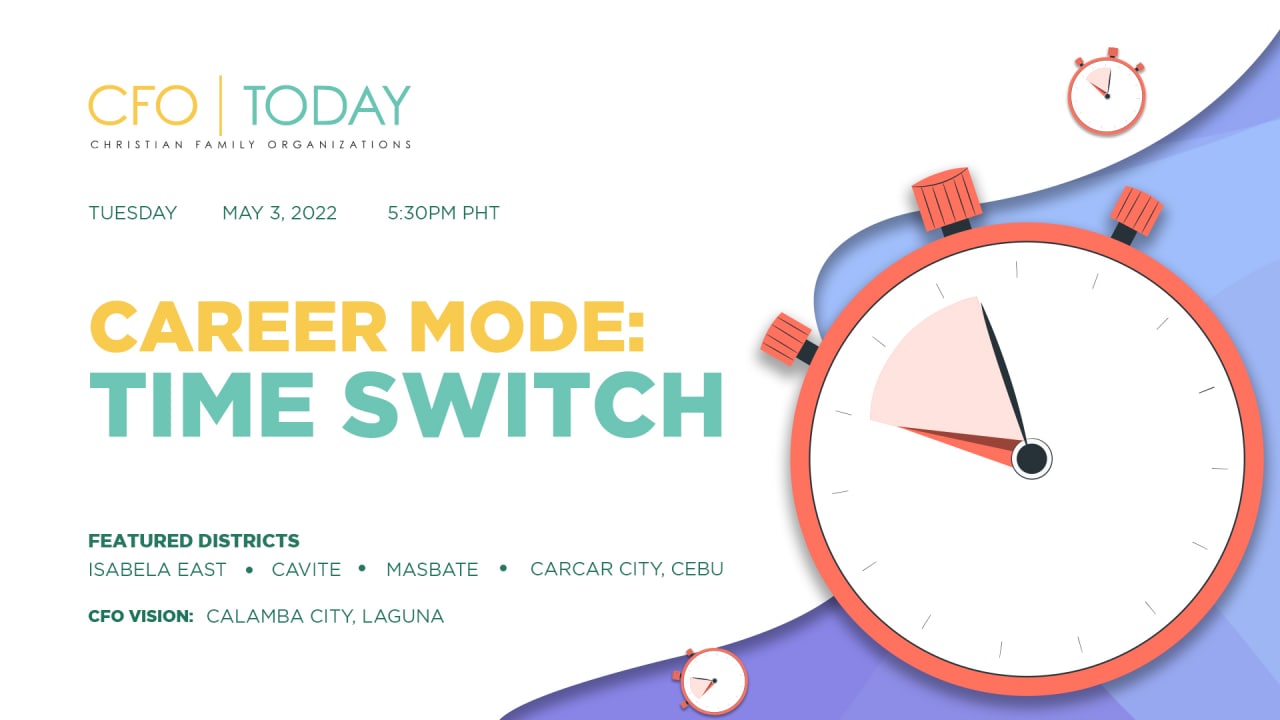 CFO | TODAY
CHRISTIAN FAMILY ORGANIZATIONS
TUESDAY MAY 3, 2022 5:30PM PHT
CAREER MODE:
TIME SWITCH
FEATURED DISTRICTS
ISABELA EAST • CAVITE • MASBATE • CARCAR CITY, CEBU
CFO VISION: CALAMBA CITY, LAGUNA